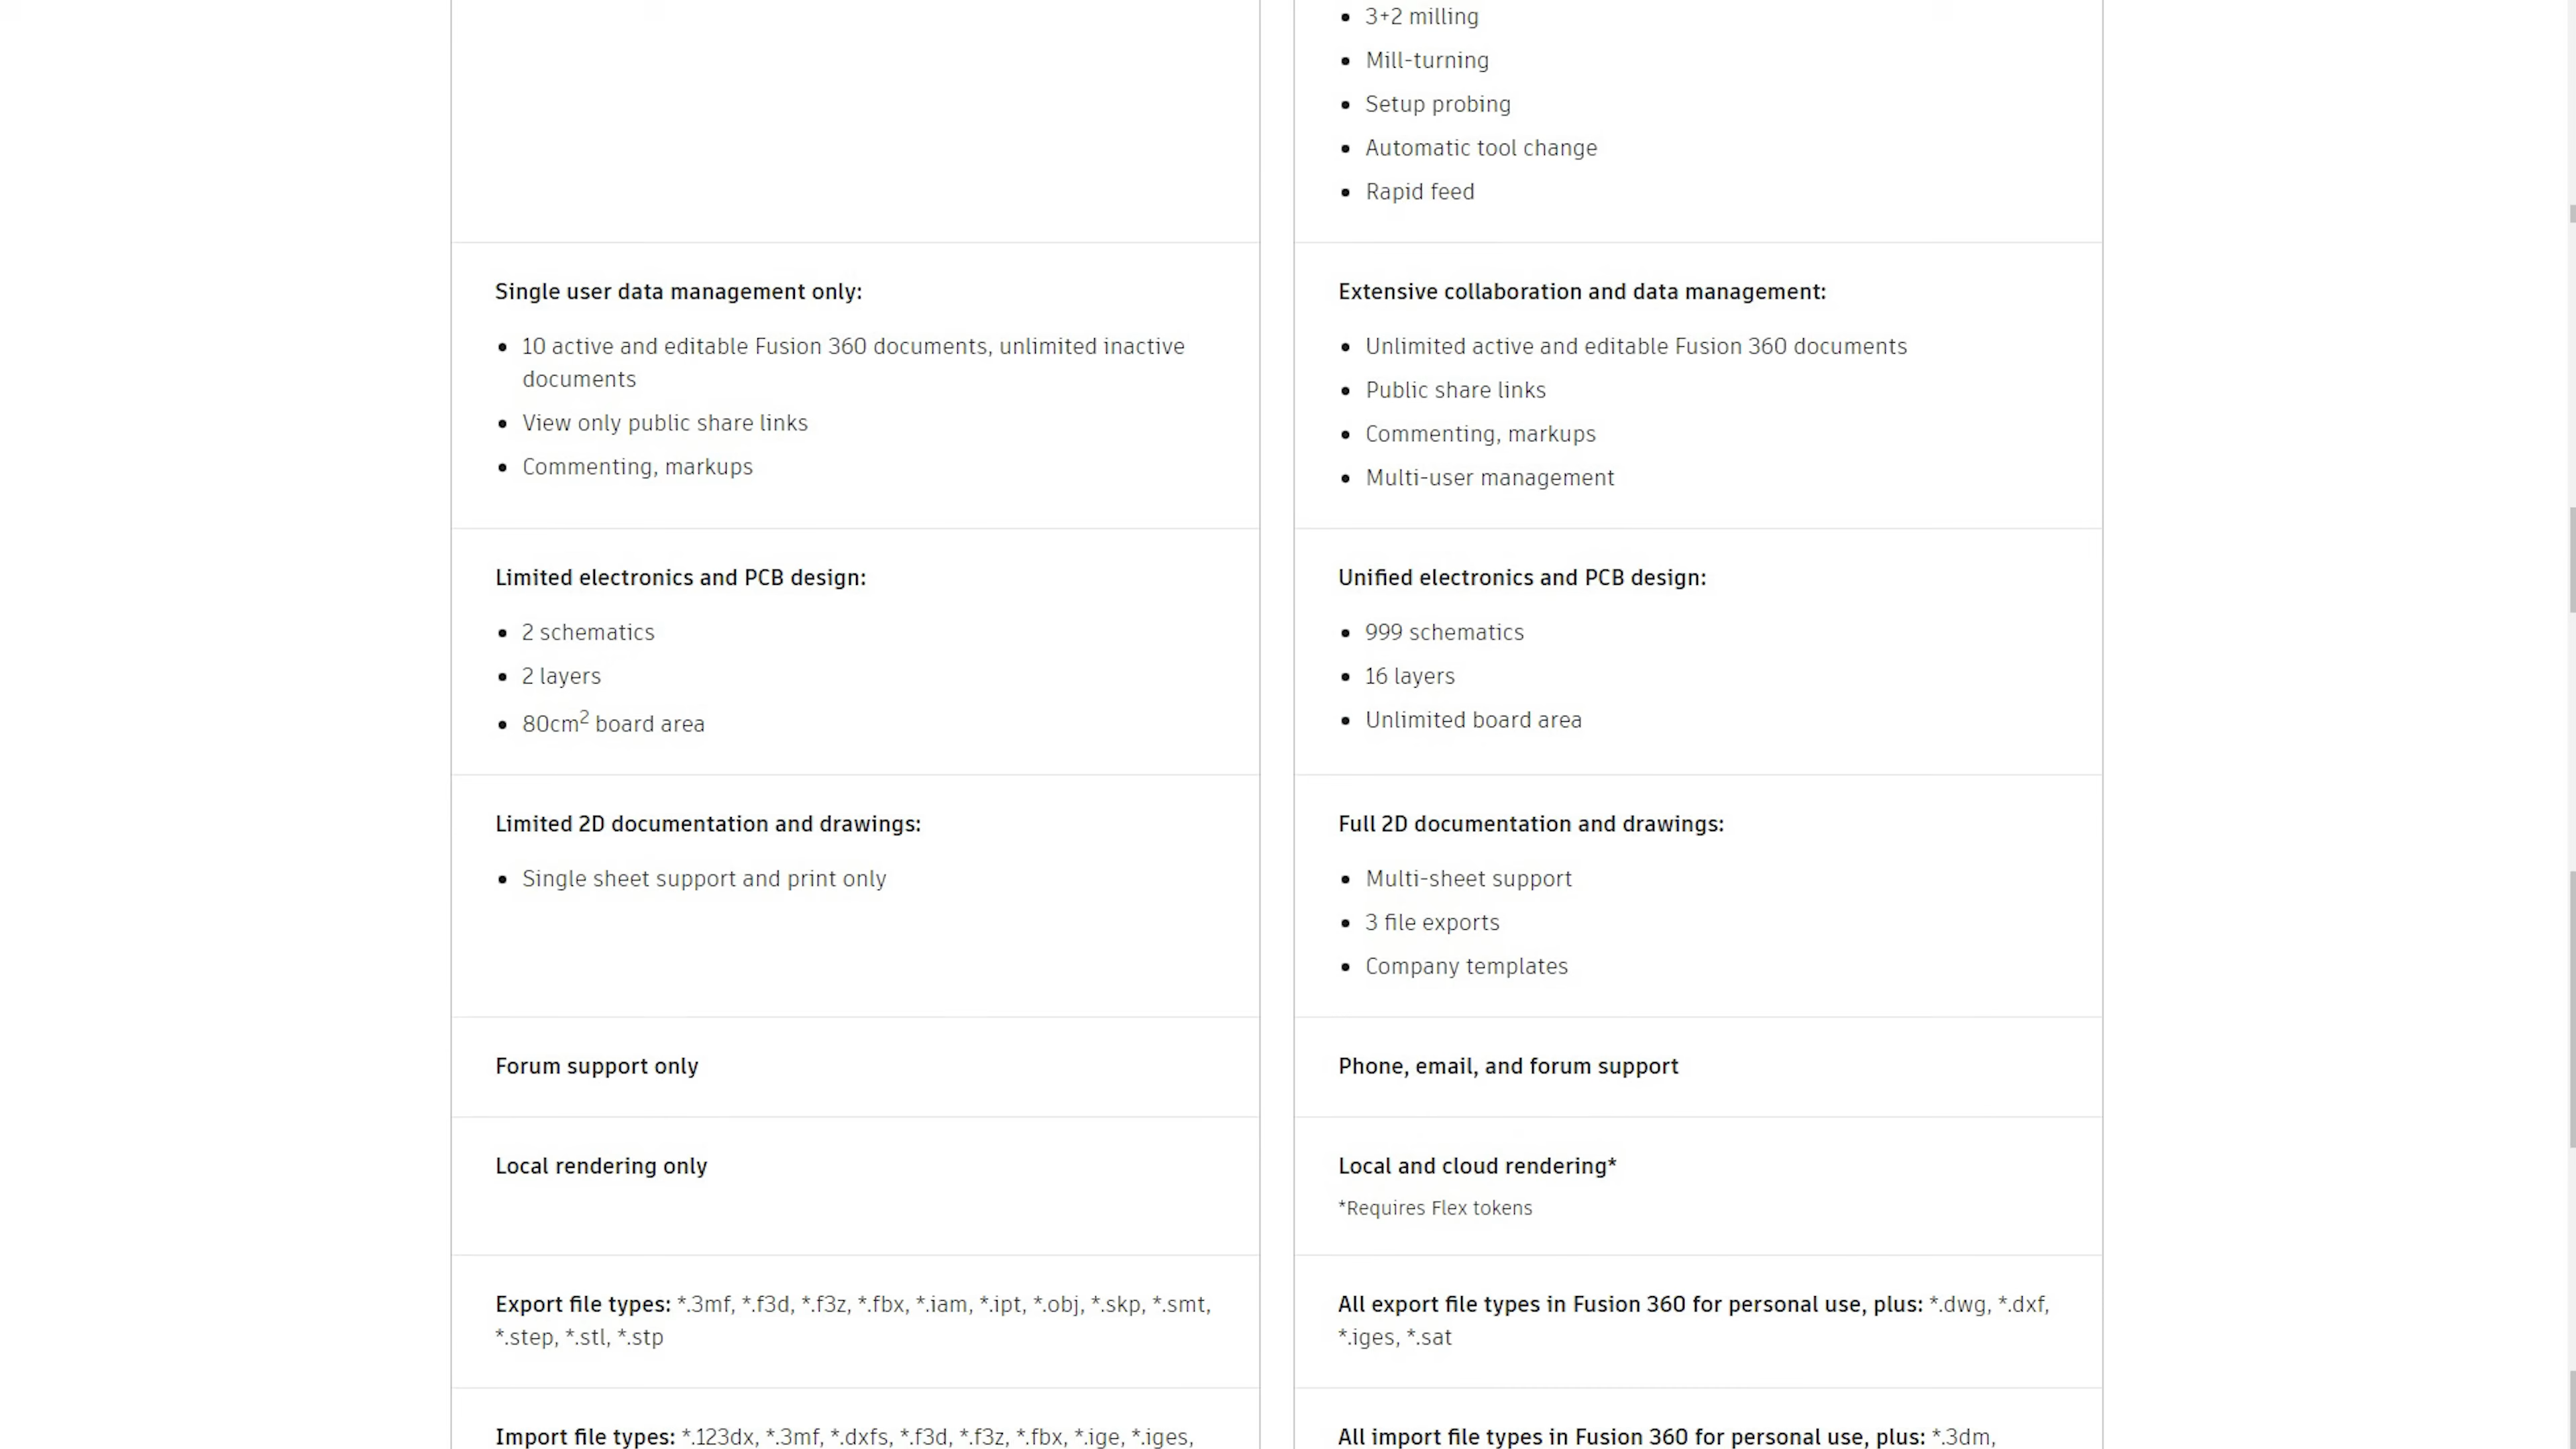 3+2 milling
Mill-turning
Setup probing
Automatic tool change
Rapid feed
Single user data management only:
10 active and editable Fusion 360 documents, unlimited inactive
documents
View only public share links
Commenting, markups
Extensive collaboration and data management:
Unlimited active and editable Fusion 360 documents
Public share links
Commenting, markups
Multi-user management
Limited electronics and PCB design:
2 schematics
2 layers
80cm² board area
Unified electronics and PCB design:
999 schematics
16 layers
Unlimited board area
Limited 2D documentation and drawings:
Single sheet support and print only
Full 2D documentation and drawings:
Multi-sheet support
3 file exports
Company templates
Forum support only
Phone, email, and forum support
Local rendering only
Local and cloud rendering*
*Requires Flex tokens
Export file types: *.3mf, *.f3d, *.f3z, *.fbx, *.iam, *.ipt, *.obj, *.skp, *.smt,
*.step, *.stl, *.stp
All export file types in Fusion 360 for personal use, plus: *.dwg, *.dxf,
*.iges, *.sat
Import file types: *.123dx, *.3mf, *.dxfs, *.f3d, *.f3z, *.fbx, *.ige, *.iges,
All import file types in Fusion 360 for personal use, plus: *.3dm,